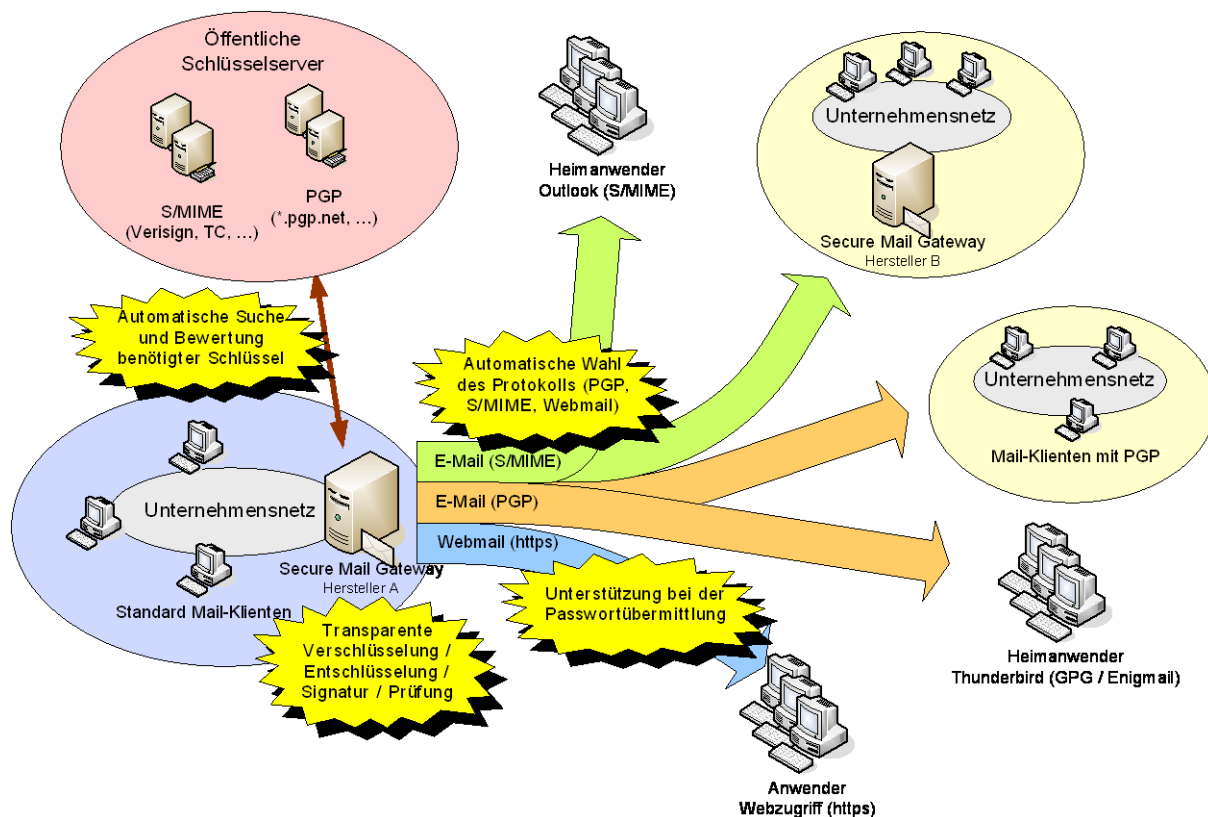 Öffentliche
Schlüsselserver
S/MIME
(Verisign, TC, ...)
PGP
(*.pgp.net, ...)
Heimanwender
Outlook (S/MIME)
Unternehmensnetz
Secure Mail Gateway
Hersteller B
Automatische Suche
und Bewertung
benötigter Schlüssel
Automatische Wahl
des Protokolls (PGP,
S/MIME, Webmail)
Unternehmensnetz
Mail-Klienten mit PGP
E-Mail (S/MIME)
E-Mail (PGP)
Webmail (https)
Unternehmensnetz
Secure Mail Gateway
Hersteller A
Standard Mail-Klienten
Unterstützung bei der
Passwortübermittlung
Transparente
Verschlüsselung /
Entschlüsselung /
Signatur / Prüfung
Heimanwender
Thunderbird (GPG / Enigmail)
Anwender
Webzugriff (https)